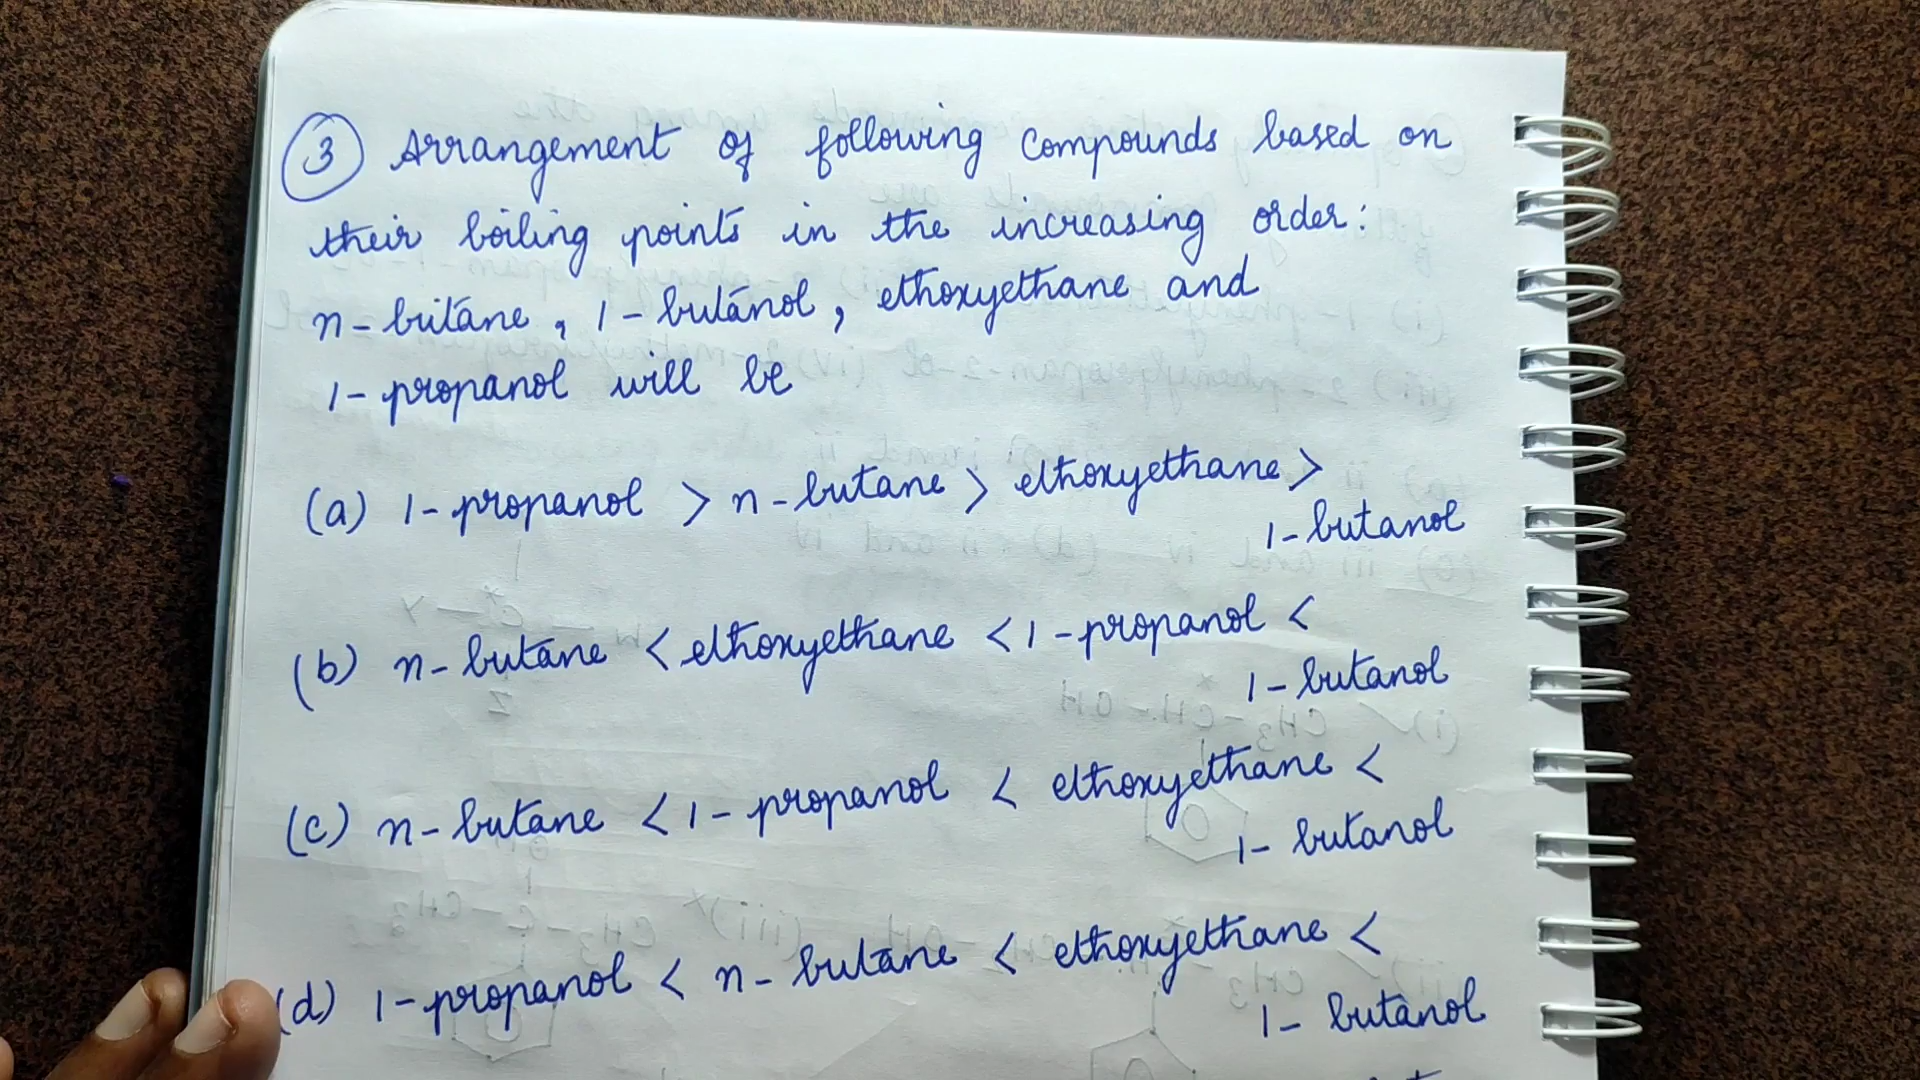 3 Arrangement of following compounds based on
their boiling points in the increasing order:
n-butane, 1-butanol, ethoxyethane and
1-propanol will be
(a) 1-propanol > n-butane > ethoxyethane >
1-butanol
(b) n-butane < ethoxyethane < 1-propanol <
1-butanol
(c) n-butane < 1-propanol < ethoxyethane <
1-butanol
(d) 1-propanol < n-butane < ethoxyethane <
1-butanol